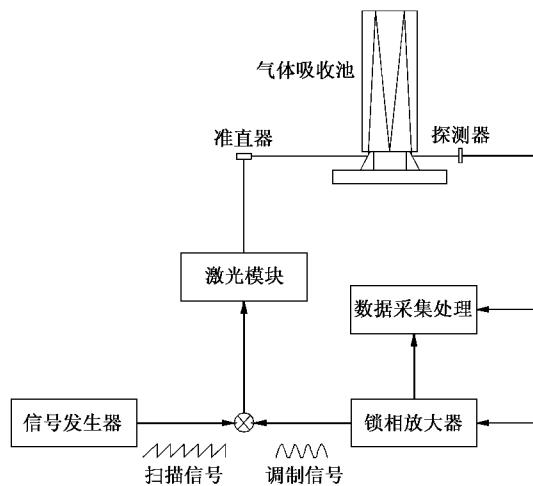 气体吸收池
准直器
探测器
激光模块
数据采集处理
信号发生器
锁相放大器
扫描信号
调制信号